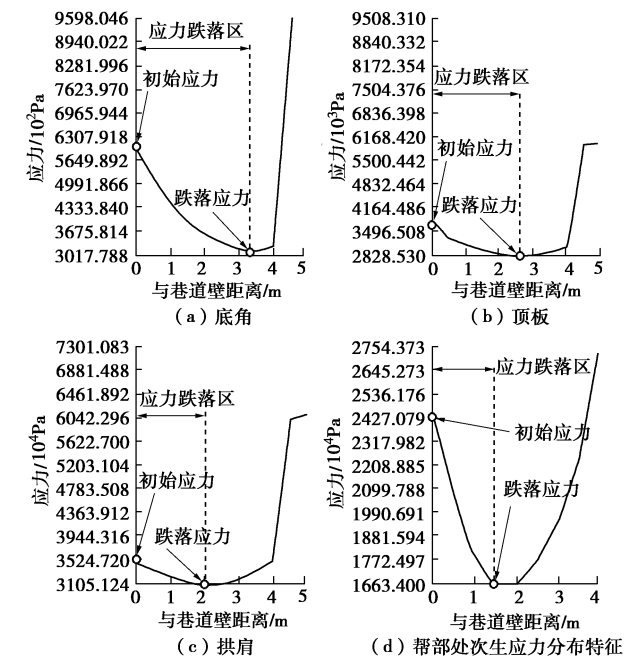 9598.046
8940.022
8281.996
7623.970
6965.944
6307.918
5649.892
4991.866
4333.840
3675.814
3017.788
应力/10²Pa
应力跌落区
初始应力
跌落应力
0 1 2 3 4 5
与巷道壁距离/m
(a)底角
9508.310
8840.332
8172.354
7504.376
6836.398
6168.420
5500.442
4832.464
4164.486
3496.508
2828.530
应力/10³Pa
应力跌落区
初始应力
跌落应力
0 1 2 3 4 5
与巷道壁距离/m
(b)顶板
7301.083
6881.488
6461.892
6042.296
5622.700
5203.104
4783.508
4363.912
3944.316
3524.720
3105.124
应力/10⁴Pa
应力跌落区
初始应力
跌落应力
0 1 2 3 4 5
与巷道壁距离/m
(c)拱肩
2754.373
2645.273
2536.176
2427.079
2317.982
2208.885
2099.788
1990.691
1881.594
1772.497
1663.400
应力/10⁴Pa
应力跌落区
初始应力
跌落应力
0 1 2 3 4
与巷道壁距离/m
(d)帮部处次生应力分布特征